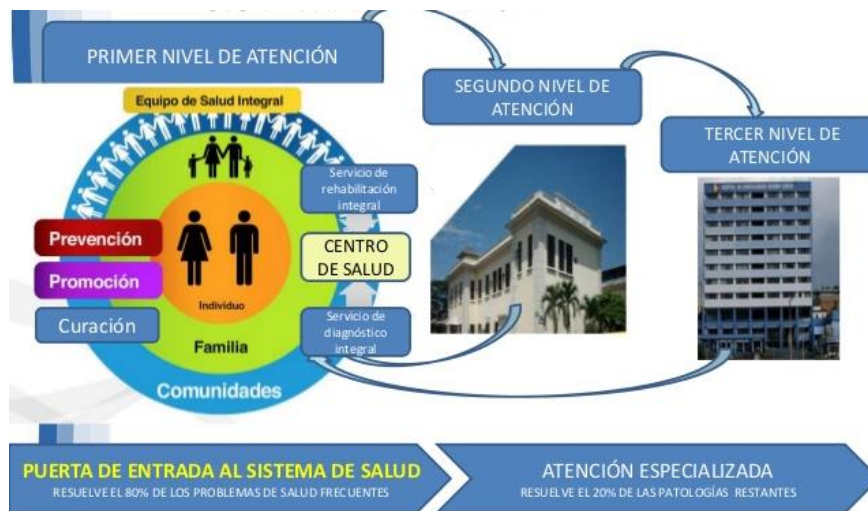 PRIMER NIVEL DE ATENCIÓN
SEGUNDO NIVEL DE
ATENCIÓN
TERCER NIVEL DE
ATENCIÓN
Equipo de Salud Integral
Servicio de
rehabilitación
integral
Prevención
Promoción
Curación
CENTRO
DE SALUD
Individuo
Servicio de
diagnóstico
integral
Familia
Comunidades
PUERTA DE ENTRADA AL SISTEMA DE SALUD
RESUELVE EL 80% DE LOS PROBLEMAS DE SALUD FRECUENTES
ATENCIÓN ESPECIALIZADA
RESUELVE EL 20% DE LAS PATOLOGÍAS RESTANTES